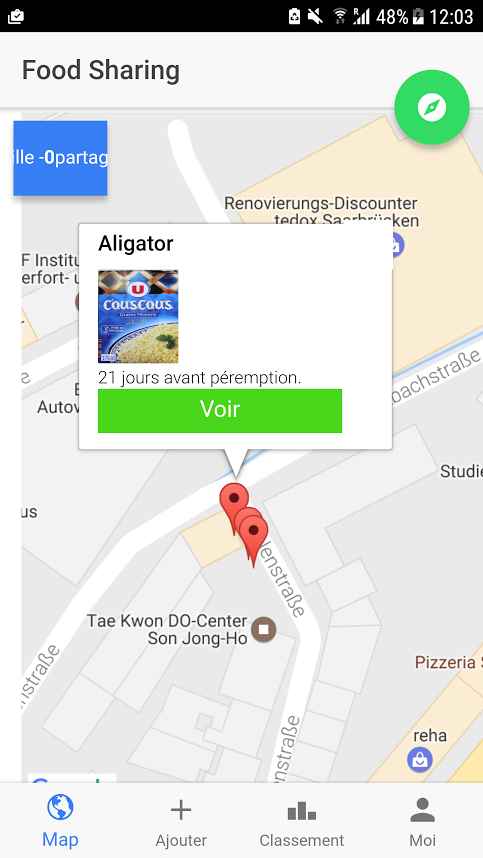 48% 12:03
Food Sharing
lle -0partag
Renovierungs-Discounter
tedox Saarbrücken
F Institu
erfort- u
Aligator
U
COUSCOUS
Grains Moyens
21 jours avant péremption.
Voir
bachstraße
Autov
Studie
us
lenstraße
Tae Kwon DO-Center
Son Jong-Ho
nstraße
Pizzeria S
reha
nstraße
Map
Ajouter
Classement
Moi